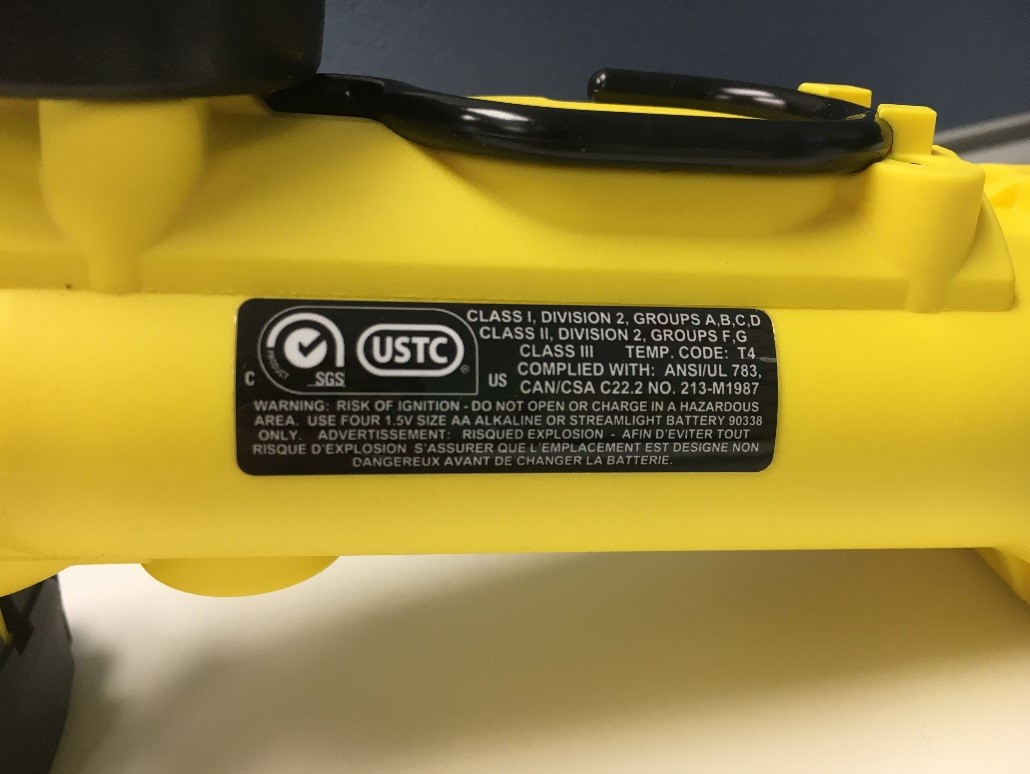 CLASS I, DIVISION 2, GROUPS A,B,C,D
CLASS II, DIVISION 2, GROUPS F,G
CLASS III TEMP. CODE: T4
COMPLIED WITH: ANSI/UL 783,
CAN/CSA C22.2 NO. 213-M1987
PRODUCT
SGS
USTC
®
C
US
WARNING: RISK OF IGNITION - DO NOT OPEN OR CHARGE IN A HAZARDOUS
AREA. USE FOUR 1.5V SIZE AA ALKALINE OR STREAMLIGHT BATTERY 90338
ONLY. ADVERTISSEMENT: RISQUED EXPLOSION - AFIN D'EVITER TOUT
RISQUE D'EXPLOSION S'ASSURER QUE L'EMPLACEMENT EST DESIGNE NON
DANGEREUX AVANT DE CHANGER LA BATTERIE.